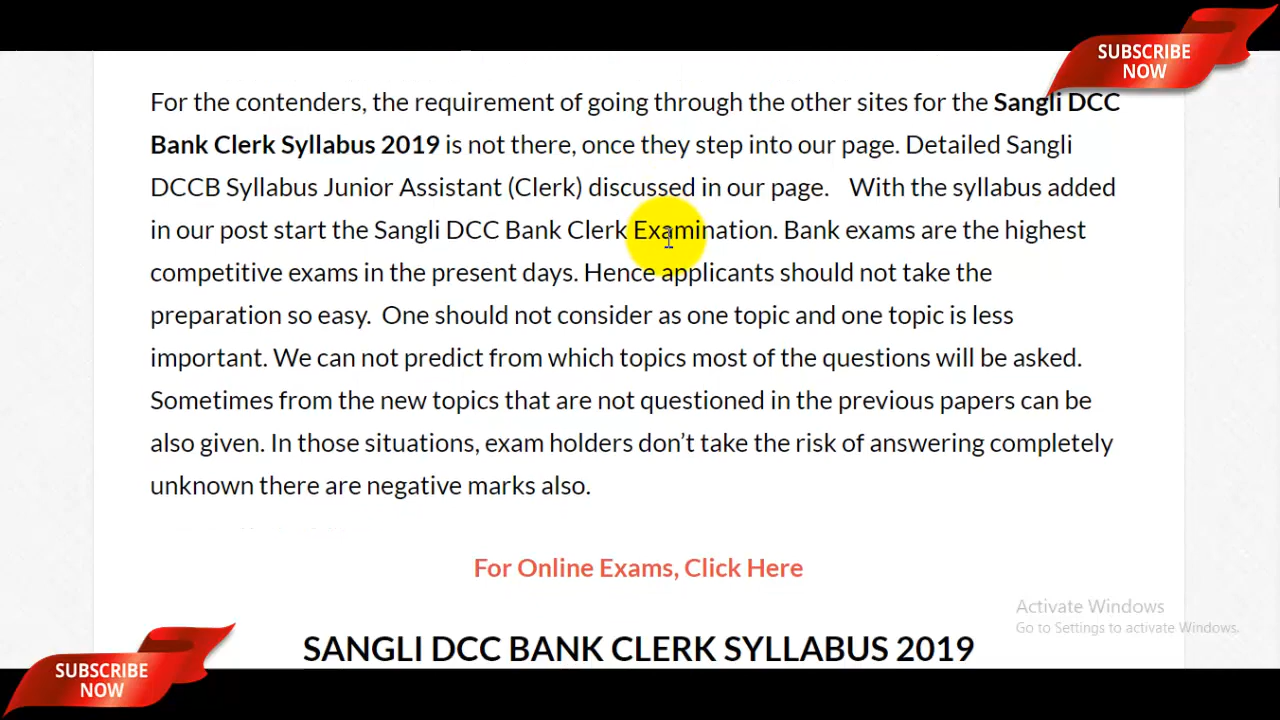 SUBSCRIBE
NOW
For the contenders, the requirement of going through the other sites for the Sangli DCC
Bank Clerk Syllabus 2019 is not there, once they step into our page. Detailed Sangli
DCCB Syllabus Junior Assistant (Clerk) discussed in our page. With the syllabus added
in our post start the Sangli DCC Bank Clerk Examination. Bank exams are the highest
competitive exams in the present days. Hence applicants should not take the
preparation so easy. One should not consider as one topic and one topic is less
important. We can not predict from which topics most of the questions will be asked.
Sometimes from the new topics that are not questioned in the previous papers can be
also given. In those situations, exam holders don’t take the risk of answering completely
unknown there are negative marks also.
For Online Exams, Click Here
Activate Windows
Go to Settings to activate Windows.
SANGLI DCC BANK CLERK SYLLABUS 2019
SUBSCRIBE
NOW